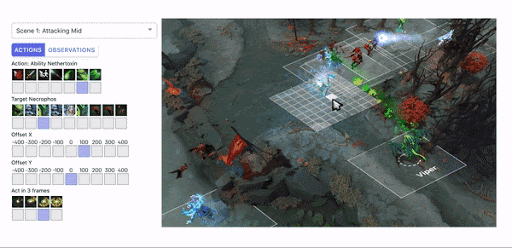 Scene 1: Attacking Mid
ACTIONS OBSERVATIONS
Action: Ability Nethertoxin
Target Necrophos
Offset X
-400 -300 -200 -100 0 100 200 300 400
Offset Y
-400 -300 -200 -100 0 100 200 300 400
Act in 3 frames
Viper